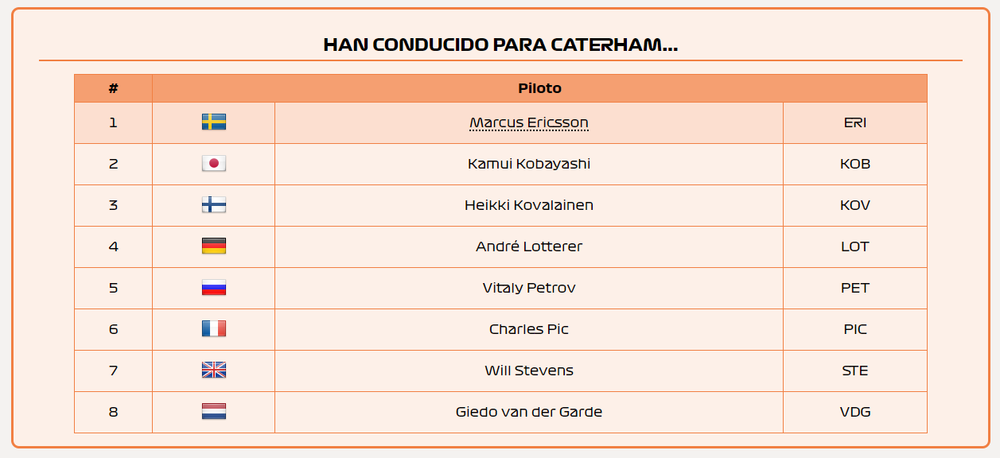 HAN CONDUCIDO PARA CATERHAM...
# Piloto
1 Marcus Ericsson ERI
2 Kamui Kobayashi KOB
3 Heikki Kovalainen KOV
4 André Lotterer LOT
5 Vitaly Petrov PET
6 Charles Pic PIC
7 Will Stevens STE
8 Giedo van der Garde VDG